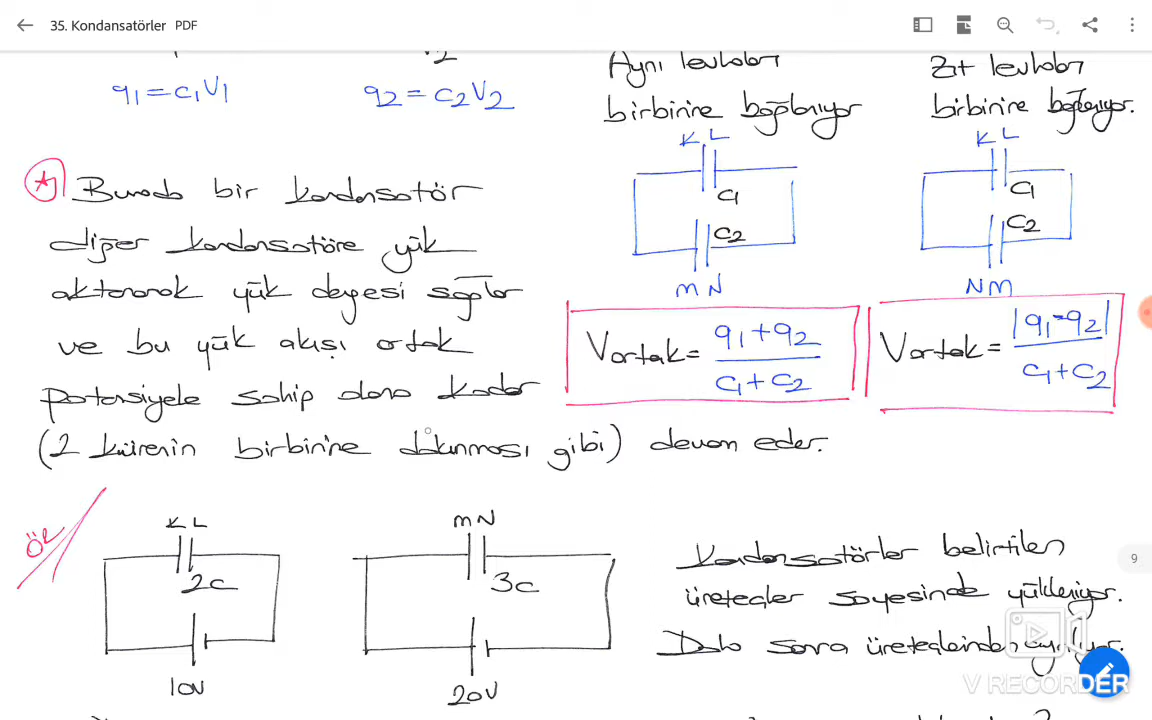 35. Kondansatörler PDF
q1 = c1V1
q2 = c2V2
Aynı levhalar
birbirine bağlanıyor
K L
C1
C2
M N
Vortak = q1 + q2 / c1 + c2
Zıt levhalar
birbirine bağlanıyor.
K L
C1
C2
N M
Vortak = |q1 - q2| / c1 + c2
Burada bir kondansatör
diğer kondansatöre yük
aktararak yük dengesi sağlar
ve bu yük akışı ortak
potansiyele sahip olana kadar
(2 kürenin birbirine dokunması gibi) devam eder.
ÖR
K L
2C
10V
M N
3C
20V
Kondansatörler belirtilen
üreteçler sayesinde yükleniyor.
Daha sonra üreteçlerinden ayrılıyor.
9
V RECORDER